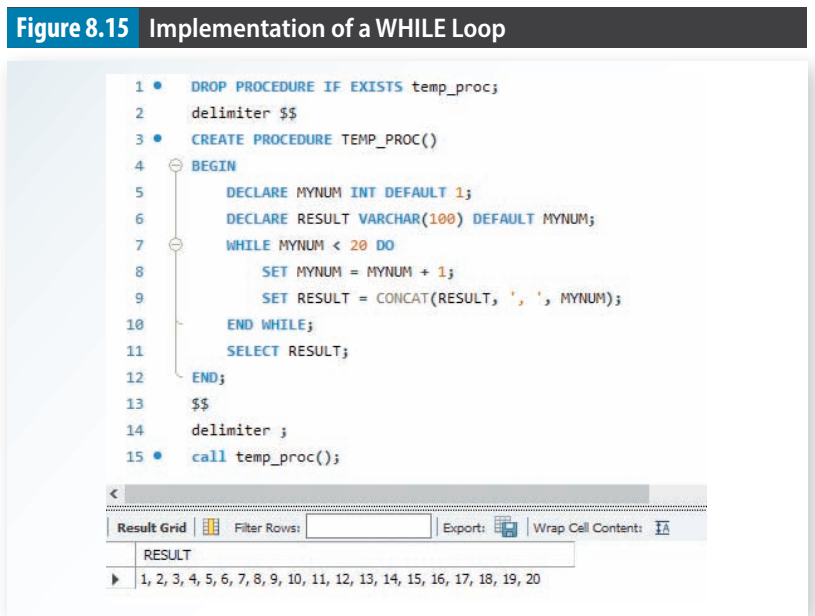 Figure 8.15 Implementation of a WHILE Loop
1 DROP PROCEDURE IF EXISTS temp_proc;
2 delimiter $$
3 CREATE PROCEDURE TEMP_PROC()
4 BEGIN
5 DECLARE MYNUM INT DEFAULT 1;
6 DECLARE RESULT VARCHAR(100) DEFAULT MYNUM;
7 WHILE MYNUM < 20 DO
8 SET MYNUM = MYNUM + 1;
9 SET RESULT = CONCAT(RESULT, ', ', MYNUM);
10 END WHILE;
11 SELECT RESULT;
12 END;
13 $$
14 delimiter ;
15 call temp_proc();
Result Grid Filter Rows: Export: Wrap Cell Content: IA
RESULT
1, 2, 3, 4, 5, 6, 7, 8, 9, 10, 11, 12, 13, 14, 15, 16, 17, 18, 19, 20